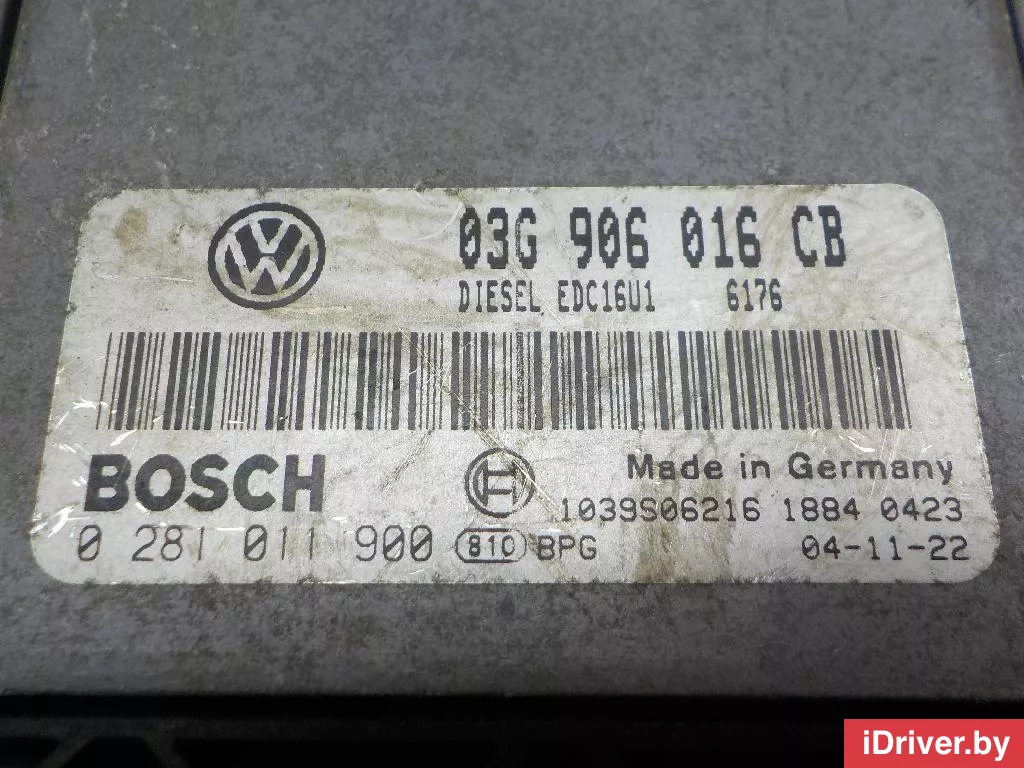 03G 906 016 CB
DIESEL EDC16U1 6176
BOSCH
Made in Germany
1039S06216 1884 0423
0 281 011 900 810 BPG 04-11-22
iDriver.by